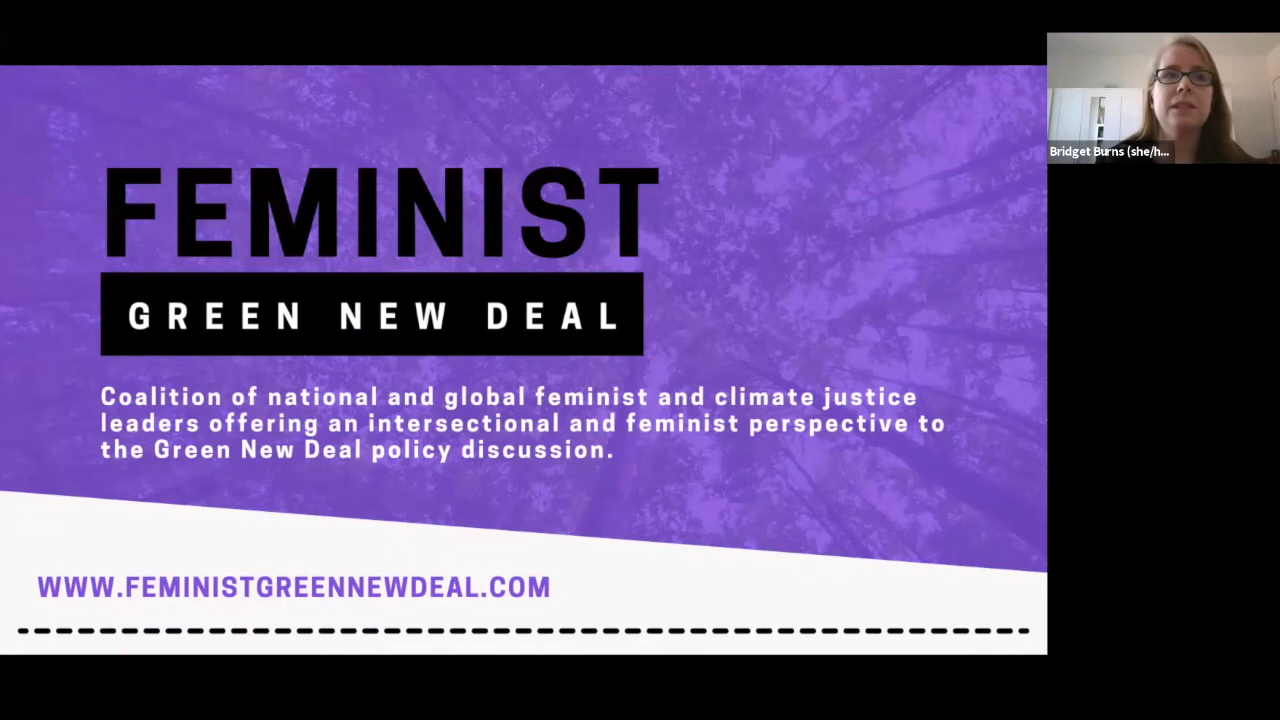 FEMINIST
GREEN NEW DEAL
Coalition of national and global feminist and climate justice
leaders offering an intersectional and feminist perspective to
the Green New Deal policy discussion.
WWW.FEMINISTGREENNEWDEAL.COM
Bridget Burns (she/h...